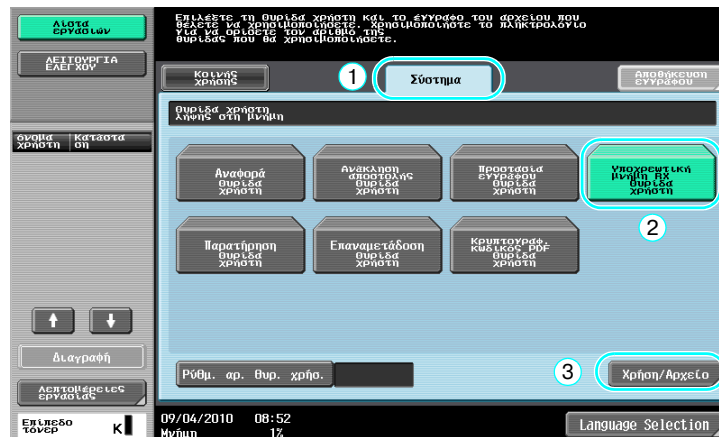 Λίστα
εργασιών
Επιλέξτε τη θυρίδα χρήστη και το έγγραφο του αρχείου που
θέλετε να χρησιμοποιήσετε. Χρησιμοποιήστε το πληκτρολόγιο
για να ορίσετε τον αριθμό της
θυρίδας που θα χρησιμοποιήσετε.
ΛΕΙΤΟΥΡΓΙΑ
ΕΛΕΓΧΟΥ
Κοινής
χρήσης
1
Σύστημα
Αποθήκευση
εγγράφου
θυρίδα χρήστη
λήψης στη μνήμη
όνομα
χρήστη
Κατάστα
ση
Αναφορά
θυρίδα
χρήστη
Ανάκληση
αποστολής
θυρίδα
χρήστη
Προστασία
εγγράφου
θυρίδα
χρήστη
Υποχρεωτική
μνήμη RX
θυρίδα
χρήστη
2
Παρατήρηση
θυρίδα
χρήστη
Επαναμετάδοση
θυρίδα
χρήστη
Κρυπτογράφ.
κωδικός PDF
θυρίδα
χρήστη
Διαγραφή
Ρύθμ. αρ. θυρ. χρήσ.
3
Χρήση/Αρχείο
Λεπτομέρειες
εργασίας
Επίπεδο
τόνερ
K
09/04/2010 08:52
Μνήμη 1%
Language Selection